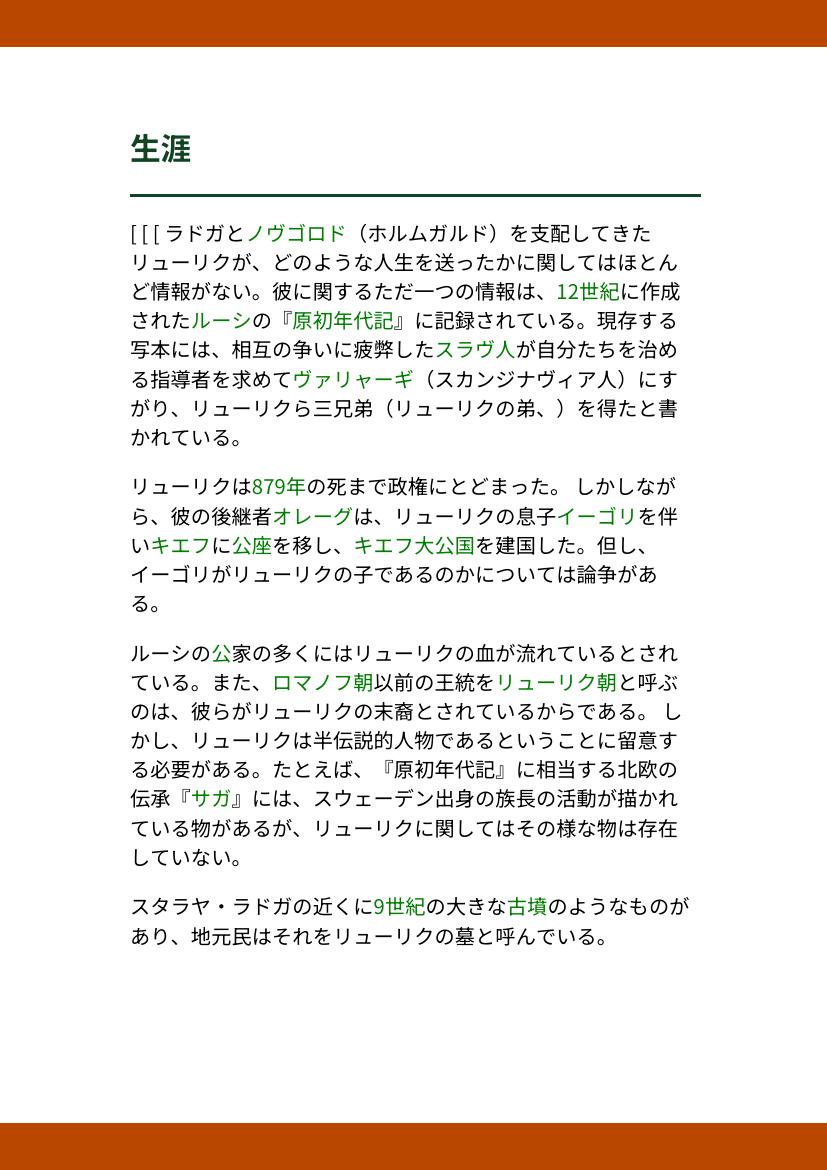 生涯
[ [ [ ラドガとノヴゴロド（ホルムガルド）を支配してきた
リューリクが、どのような人生を送ったかに関してはほとん
ど情報がない。彼に関するただ一つの情報は、12世紀に作成
されたルーシの『原初年代記』に記録されている。現存する
写本には、相互の争いに疲弊したスラヴ人が自分たちを治め
る指導者を求めてヴァリャーギ（スカンジナヴィア人）にす
がり、リューリクら三兄弟（リューリクの弟、）を得たと書
かれている。
リューリクは879年の死まで政権にとどまった。 しかしなが
ら、彼の後継者オレーグは、リューリクの息子イーゴリを伴
いキエフに公座を移し、キエフ大公国を建国した。但し、
イーゴリがリューリクの子であるのかについては論争があ
る。
ルーシの公家の多くにはリューリクの血が流れているとされ
ている。また、ロマノフ朝以前の王統をリューリク朝と呼ぶ
のは、彼らがリューリクの末裔とされているからである。 し
かし、リューリクは半伝説的人物であるということに留意す
る必要がある。たとえば、『原初年代記』に相当する北欧の
伝承『サガ』には、スウェーデン出身の族長の活動が描かれ
ている物があるが、リューリクに関してはその様な物は存在
していない。
スタラヤ・ラドガの近くに9世紀の大きな古墳のようなものが
あり、地元民はそれをリューリクの墓と呼んでいる。